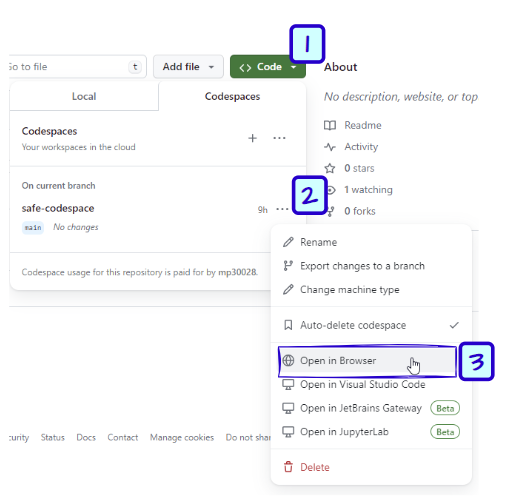 1
Go to file
t
Add file
<> Code
About
Local
Codespaces
No description, website, or top
Codespaces
Your workspaces in the cloud
Readme
Activity
0 stars
1 watching
0 forks
On current branch
safe-codespace
9h
2
main
No changes
Codespace usage for this repository is paid for by mp30028.
Rename
Export changes to a branch
Change machine type
Auto-delete codespace
Open in Browser
3
Open in Visual Studio Code
Open in JetBrains Gateway
Beta
Open in JupyterLab
Beta
Delete
curity
Status
Docs
Contact
Manage cookies
Do not shar